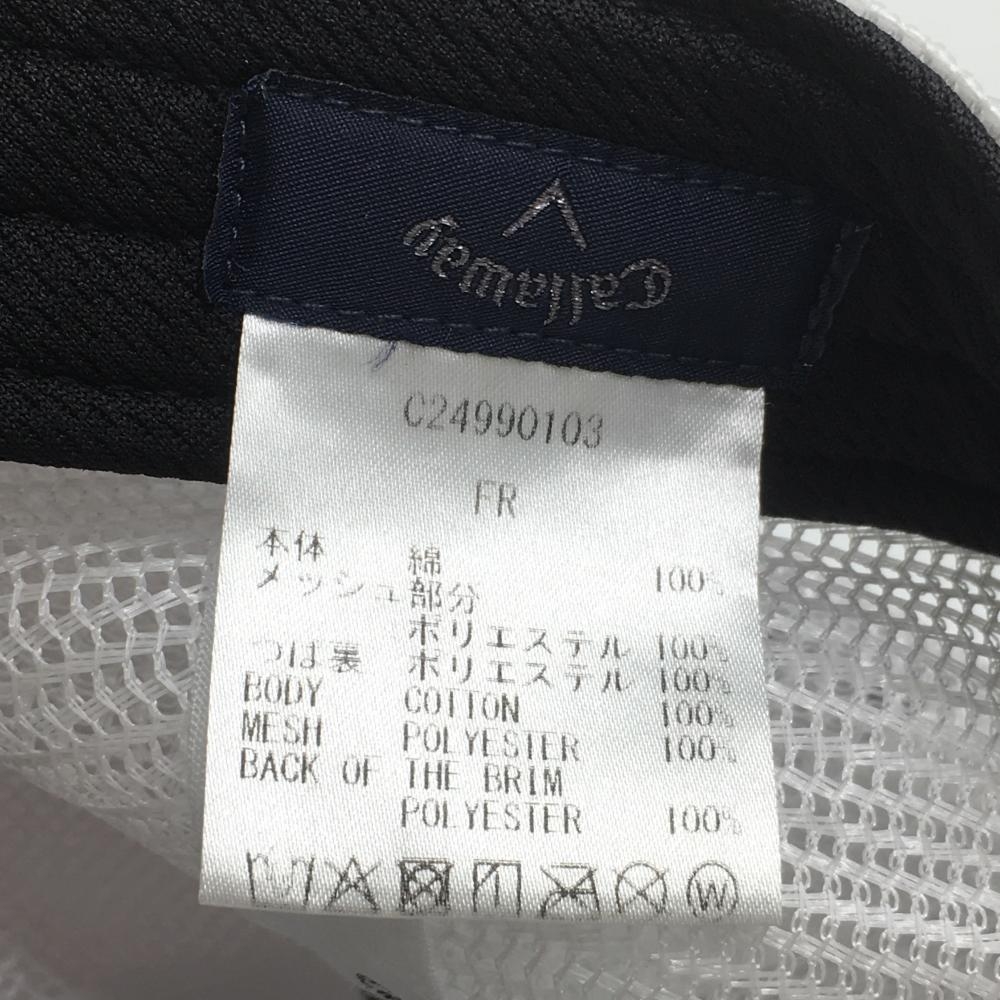 Callaway
C24990103
FR
本体 綿 100%
メッシュ部分
ポリエステル 100%
つば裏 ポリエステル 100%
BODY COTTON 100%
MESH POLYESTER 100%
BACK OF THE BRIM
POLYESTER 100%
W